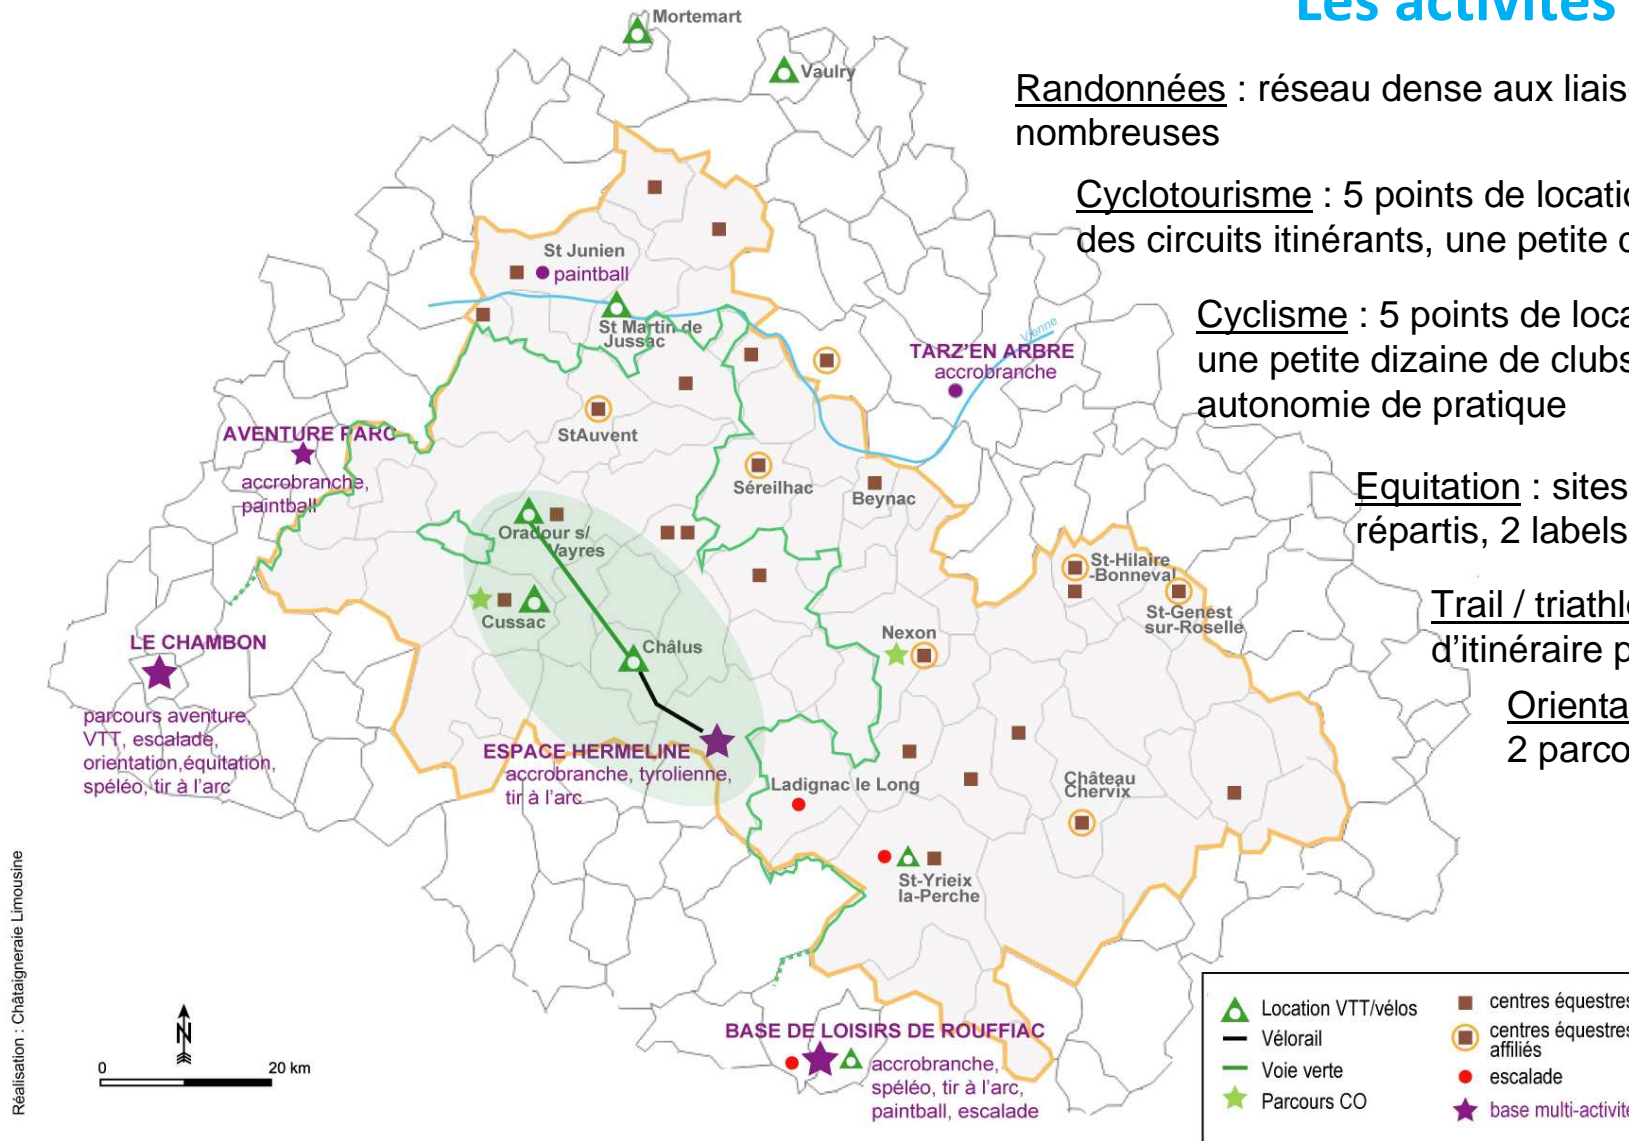 Les activités
Mortemart
Vaulry
Randonnées : réseau dense aux liais
nombreuses
Cyclotourisme : 5 points de locati
des circuits itinérants, une petite
Cyclisme : 5 points de loca
une petite dizaine de clubs
autonomie de pratique
Equitation : sites
répartis, 2 labels
Trail / triathl
d'itinéraire p
Orienta
2 parco
St Junien
paintball
St Martin de
Jussac
Vienne
TARZ'EN ARBRE
accrobranche
AVENTURE PARC
accrobranche,
paintball
StAuvent
Séreilhac
Beynac
Oradour s/
Vayres
Cussac
Châlus
St-Hilaire
-Bonneval
St-Genest
sur-Roselle
Nexon
LE CHAMBON
parcours aventure,
VTT, escalade,
orientation,équitation,
spéléo, tir à l'arc
ESPACE HERMELINE
accrobranche, tyrolienne,
tir à l'arc
Ladignac le Long
Château
Chervix
St-Yrieix
la-Perche
BASE DE LOISIRS DE ROUFFIAC
accrobranche,
spéléo, tir à l'arc,
paintball, escalade
Réalisation : Châtaigneraie Limousine
N
0 20 km
Location VTT/vélos
Vélorail
Voie verte
Parcours CO
centres équestres
centres équestres
affiliés
escalade
base multi-activité